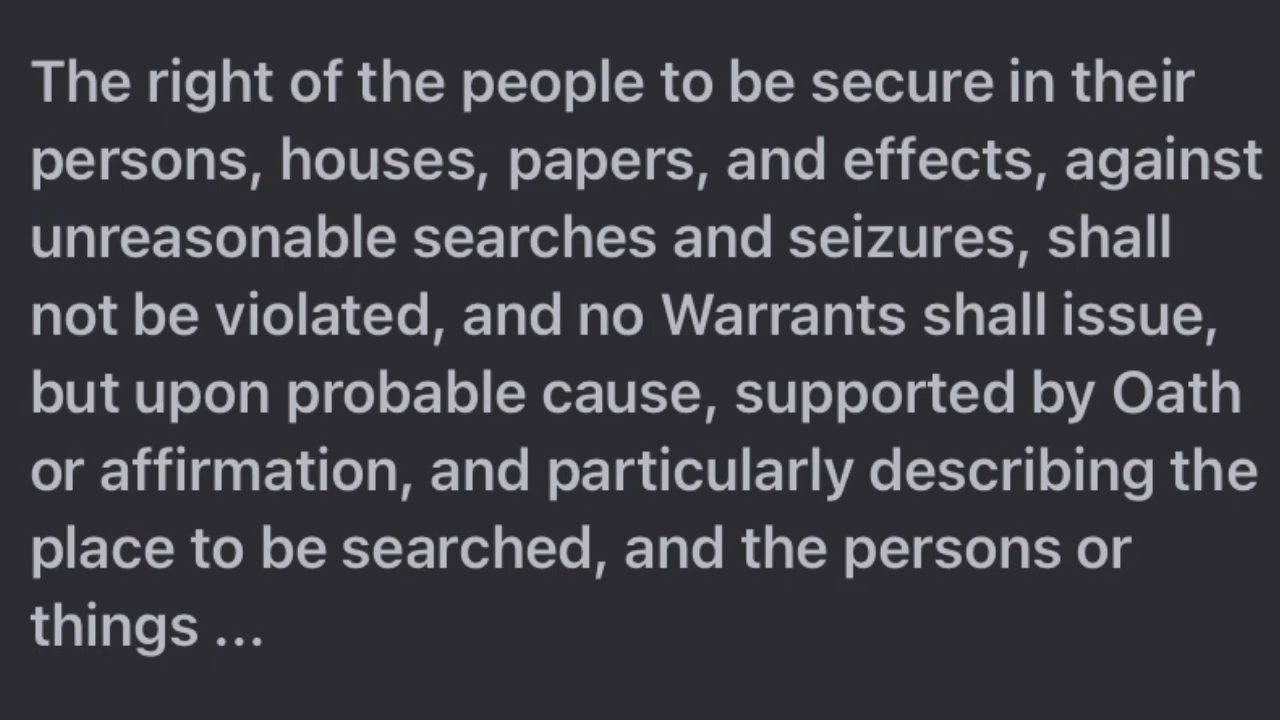 The right of the people to be secure in their
persons, houses, papers, and effects, against
unreasonable searches and seizures, shall
not be violated, and no Warrants shall issue,
but upon probable cause, supported by Oath
or affirmation, and particularly describing the
place to be searched, and the persons or
things ...